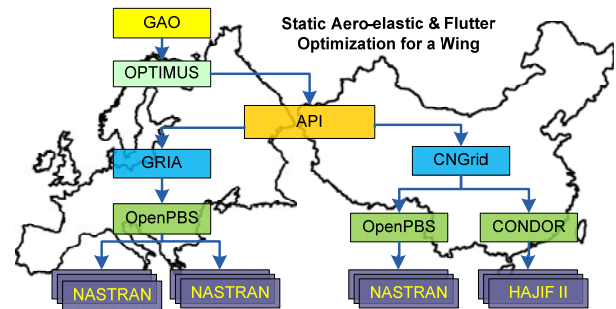 GAO
Static Aero-elastic & Flutter
Optimization for a Wing
OPTIMUS
API
GRIA
CNGrid
OpenPBS
OpenPBS
CONDOR
NASTRAN
NASTRAN
NASTRAN
HAJIF II